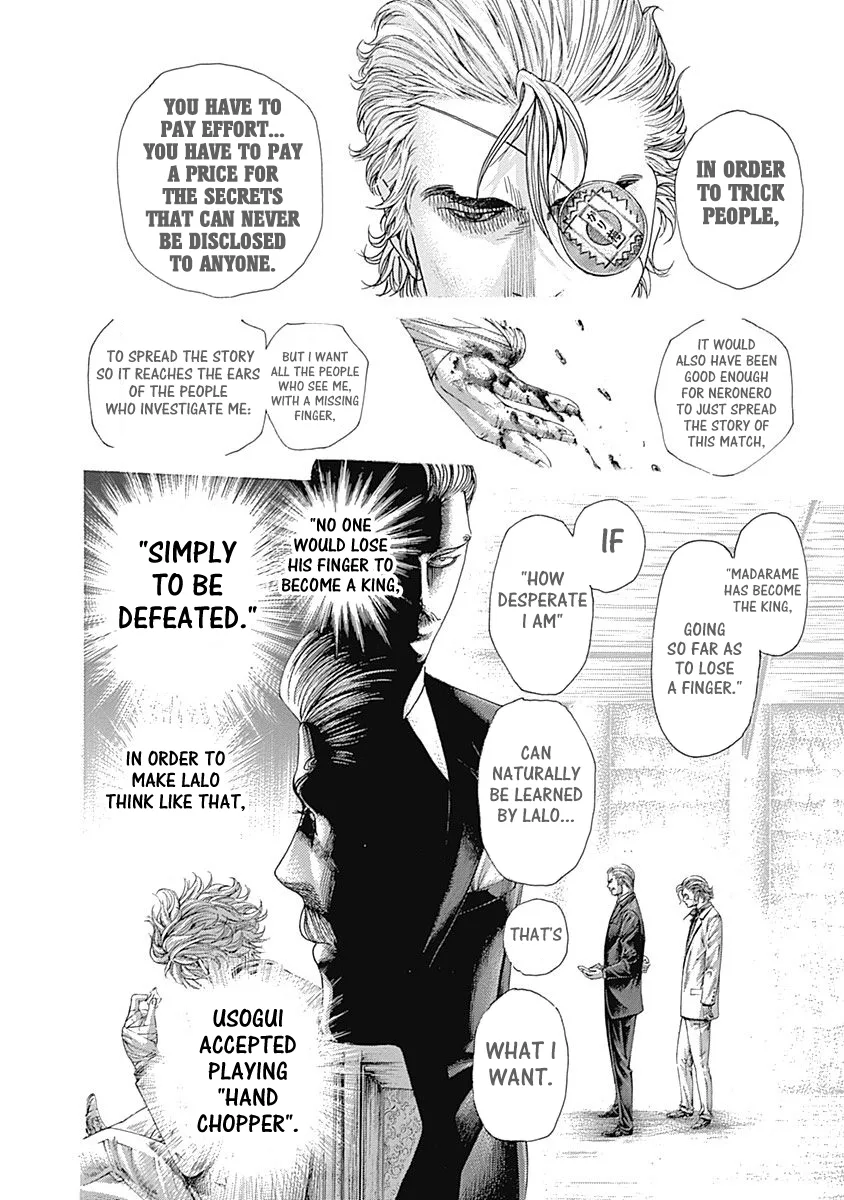 IN ORDER
TO TRICK
PEOPLE,
YOU HAVE TO
PAY EFFORT...
YOU HAVE TO PAY
A PRICE FOR
THE SECRETS
THAT CAN NEVER
BE DISCLOSED
TO ANYONE.
IT WOULD
ALSO HAVE BEEN
GOOD ENOUGH
FOR NERONERO
TO JUST SPREAD
THE STORY OF
THIS MATCH,
BUT I WANT
ALL THE PEOPLE
WHO SEE ME,
WITH A MISSING
FINGER,
TO SPREAD THE STORY
SO IT REACHES THE EARS
OF THE PEOPLE
WHO INVESTIGATE ME:
"MADARAME
HAS BECOME
THE KING,
GOING
SO FAR AS
TO LOSE
A FINGER."
IF
"HOW
DESPERATE
I AM"
CAN
NATURALLY
BE LEARNED
BY LALO...
THAT'S
WHAT I
WANT.
"NO ONE
WOULD LOSE
HIS FINGER TO
BECOME A KING,
"SIMPLY
TO BE
DEFEATED."
IN ORDER TO
MAKE LALO
THINK LIKE THAT,
USOGUI
ACCEPTED
PLAYING
"HAND
CHOPPER".